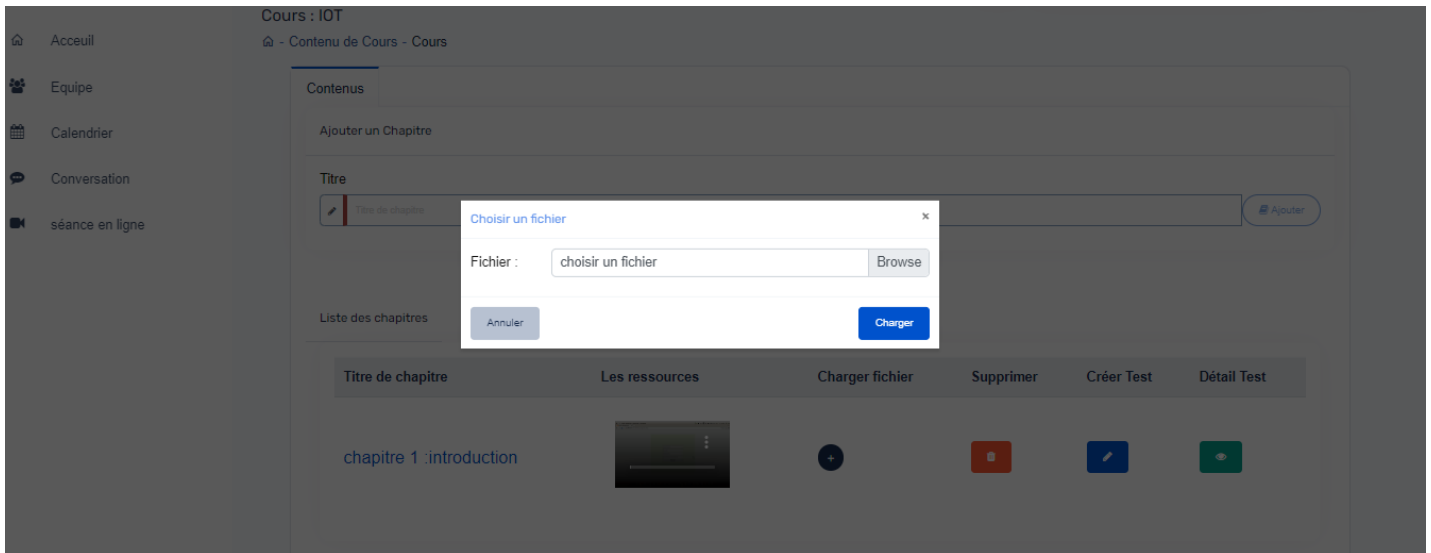 Cours : IOT
- Contenu de Cours - Cours
Acceuil
Equipe
Calendrier
Conversation
séance en ligne
Contenus
Ajouter un Chapitre
Titre
Titre de chapitre
Ajouter
Choisir un fichier
×
Fichier :
choisir un fichier
Browse
Annuler
Charger
Liste des chapitres
Titre de chapitre Les ressources Charger fichier Supprimer Créer Test Détail Test
chapitre 1 :introduction